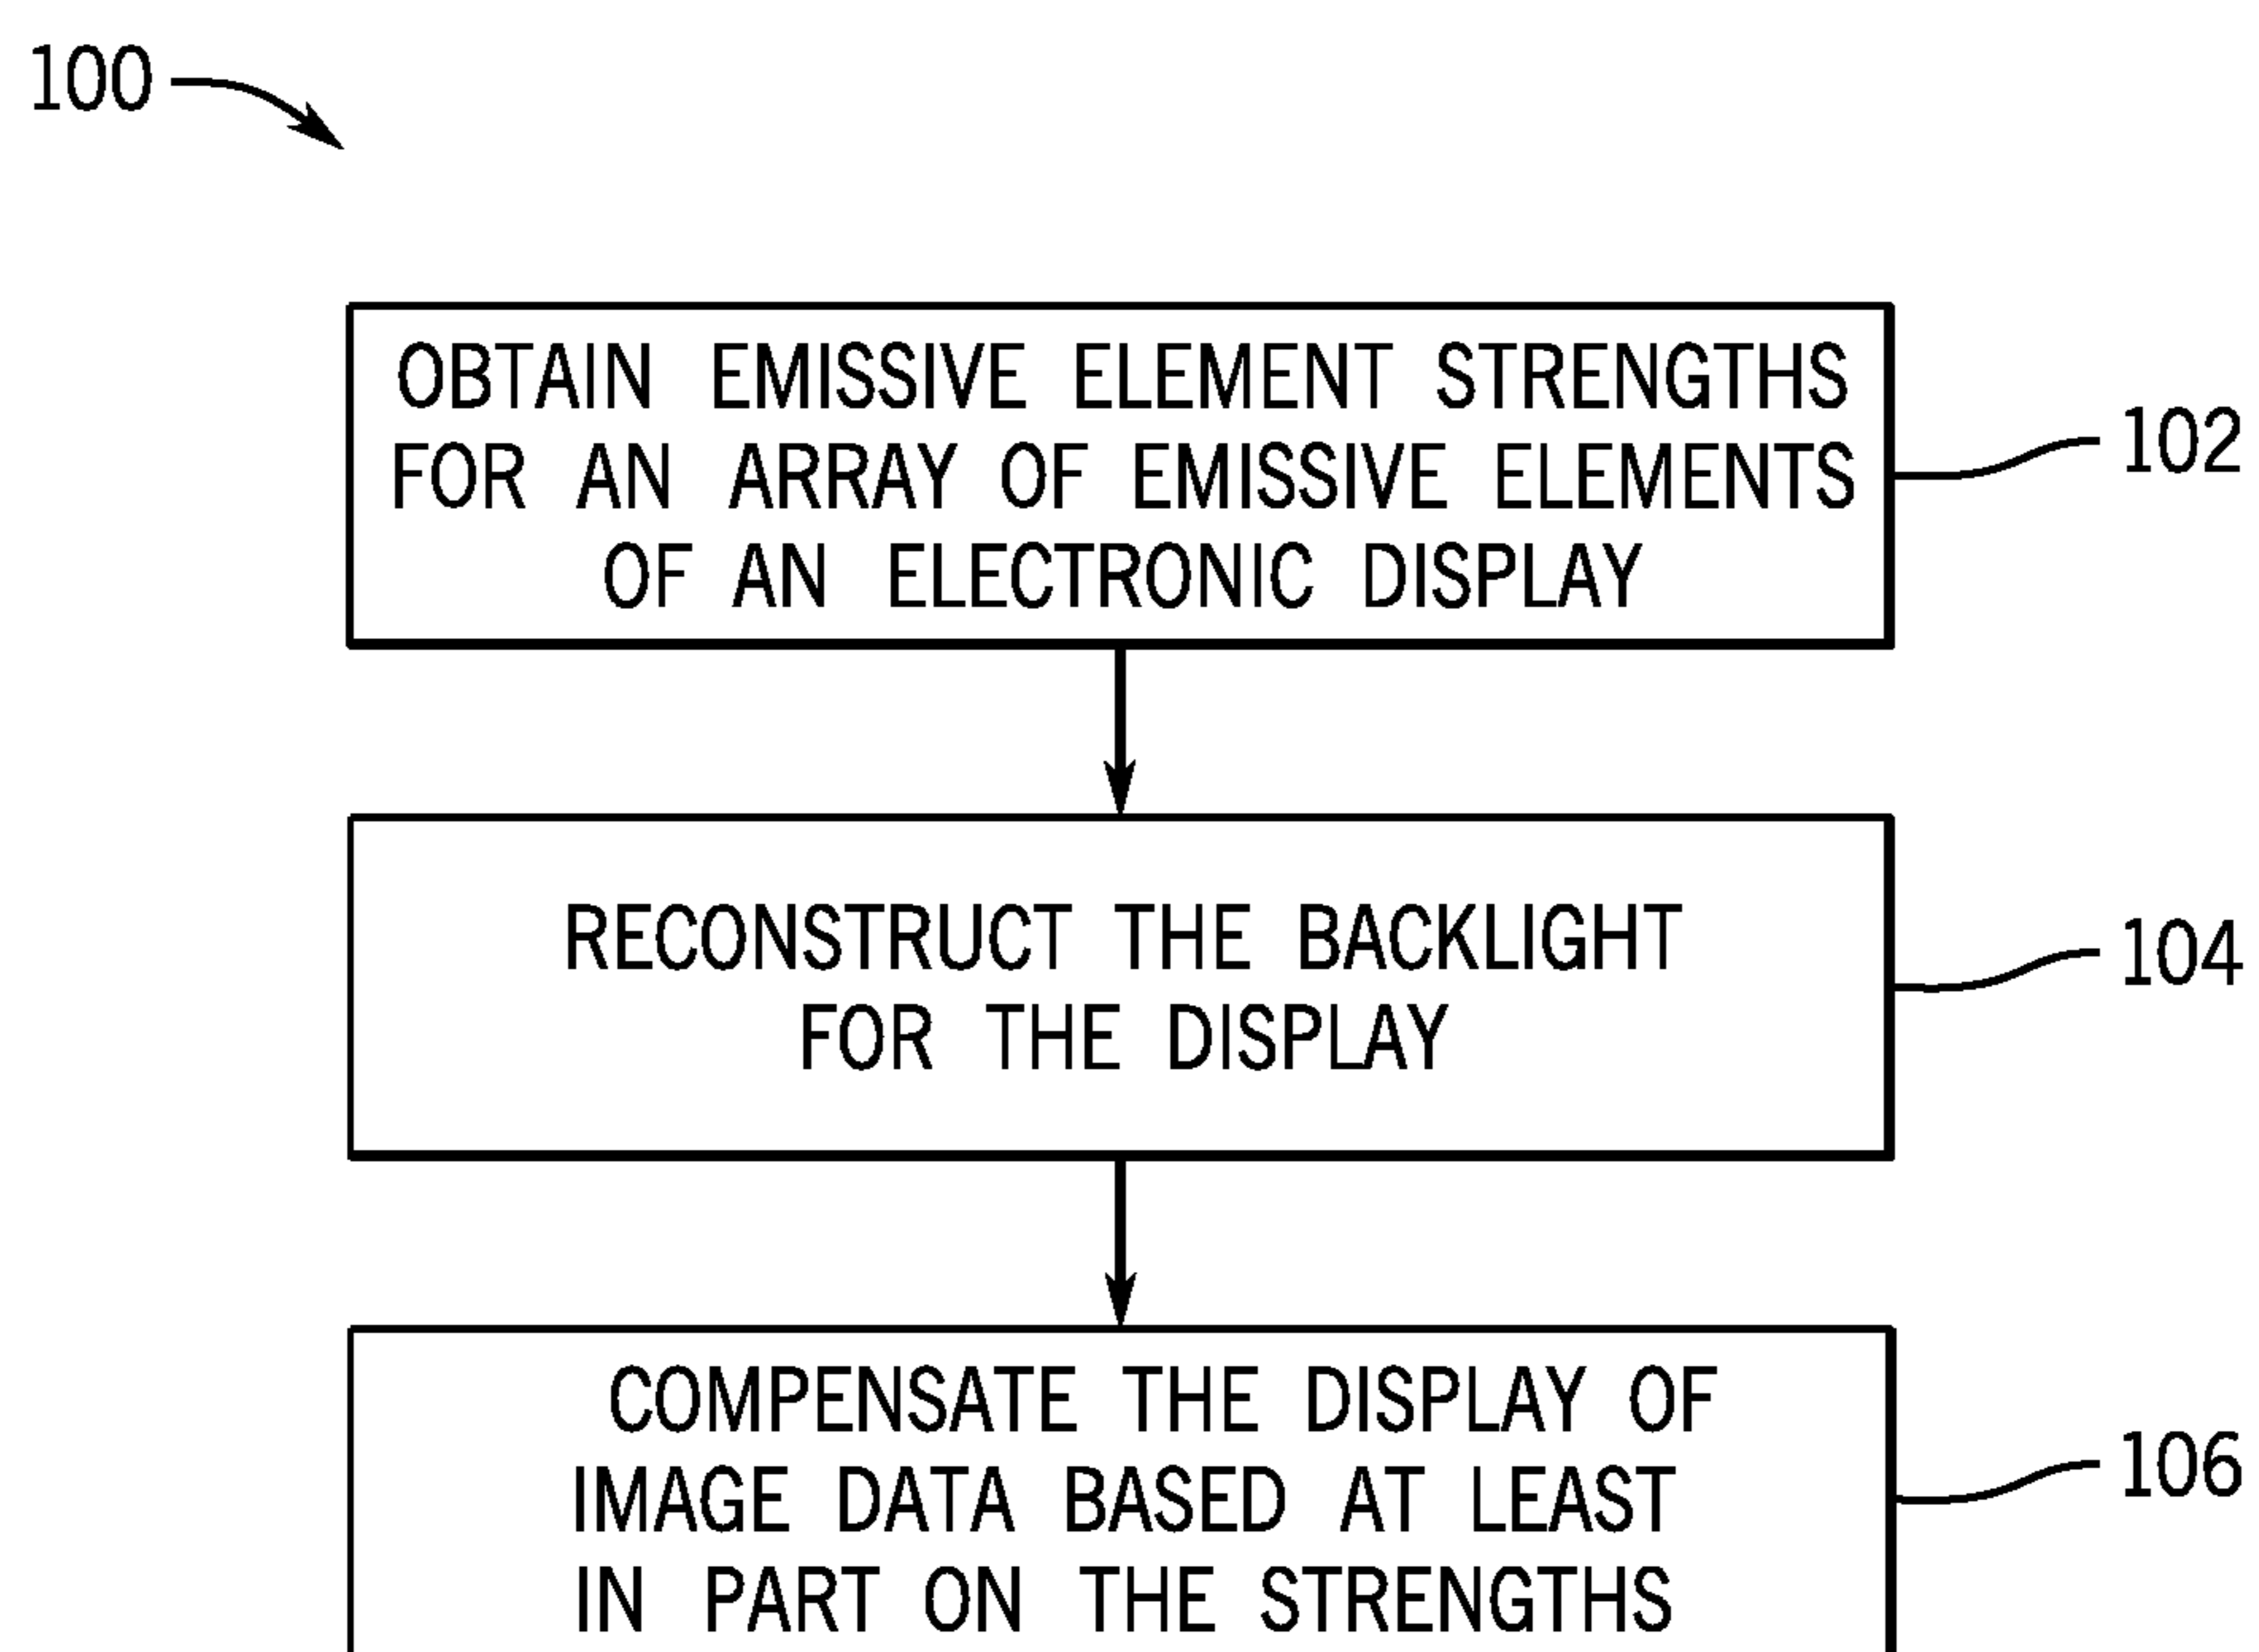 100
OBTAIN EMISSIVE ELEMENT STRENGTHS
FOR AN ARRAY OF EMISSIVE ELEMENTS
OF AN ELECTRONIC DISPLAY
102
RECONSTRUCT THE BACKLIGHT
FOR THE DISPLAY
104
COMPENSATE THE DISPLAY OF
IMAGE DATA BASED AT LEAST
IN PART ON THE STRENGTHS
106